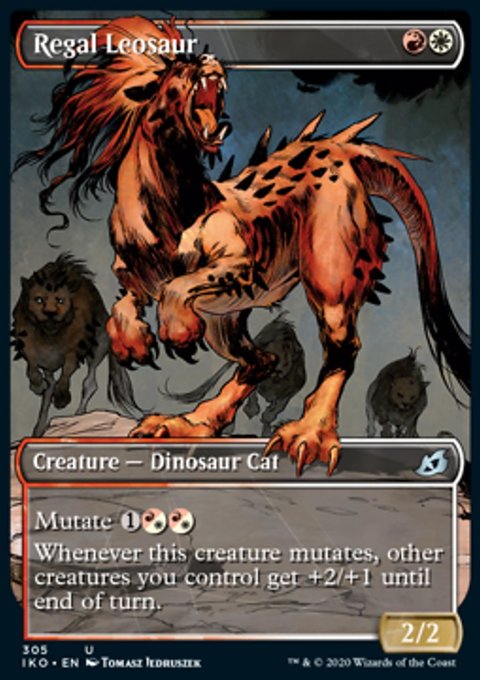 Regal Leosaur
Creature — Dinosaur Cat
Mutate 1
Whenever this creature mutates, other
creatures you control get +2/+1 until
end of turn.
2/2
305 U
IKO • EN Tomasz Jedruszek
™ & © 2020 Wizards of the Coast